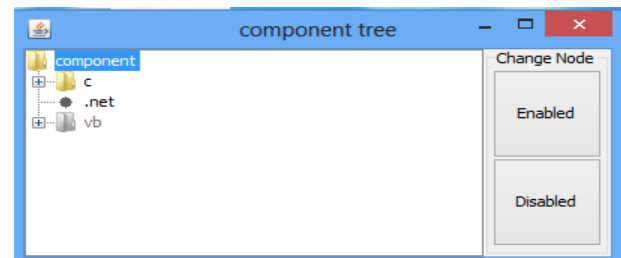 component tree
component
c
.net
vb
Change Node
Enabled
Disabled